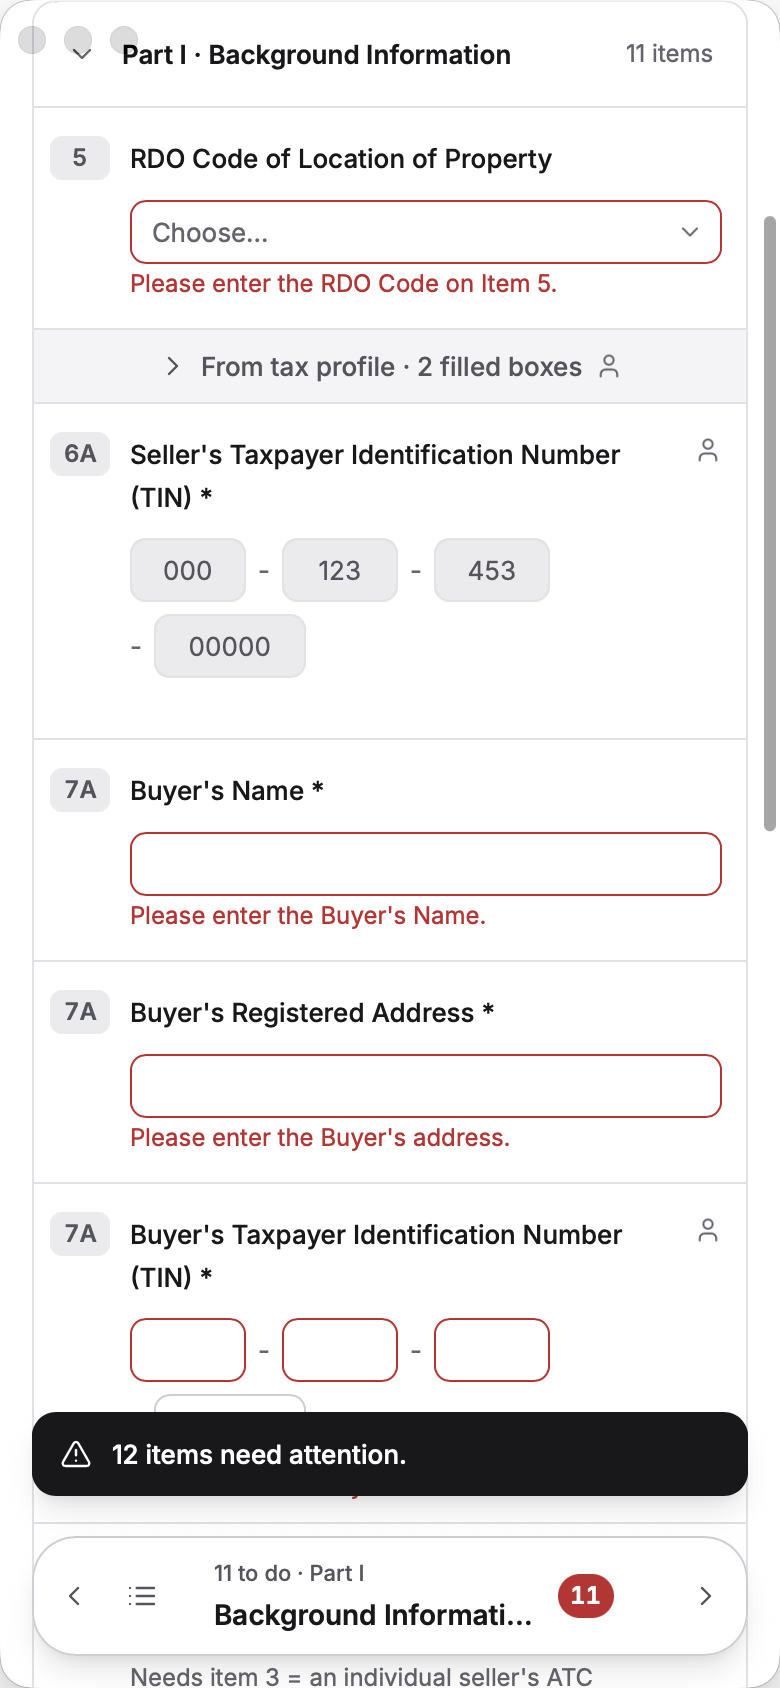 Part I · Background Information
11 items
5
RDO Code of Location of Property
Choose...
Please enter the RDO Code on Item 5.
From tax profile · 2 filled boxes
6A
Seller's Taxpayer Identification Number
(TIN) *
000 - 123 - 453
- 00000
7A
Buyer's Name *
Please enter the Buyer's Name.
7A
Buyer's Registered Address *
Please enter the Buyer's address.
7A
Buyer's Taxpayer Identification Number
(TIN) *
- -
12 items need attention.
11 to do · Part I
Background Informati...
11
Needs item 3 = an individual seller's ATC